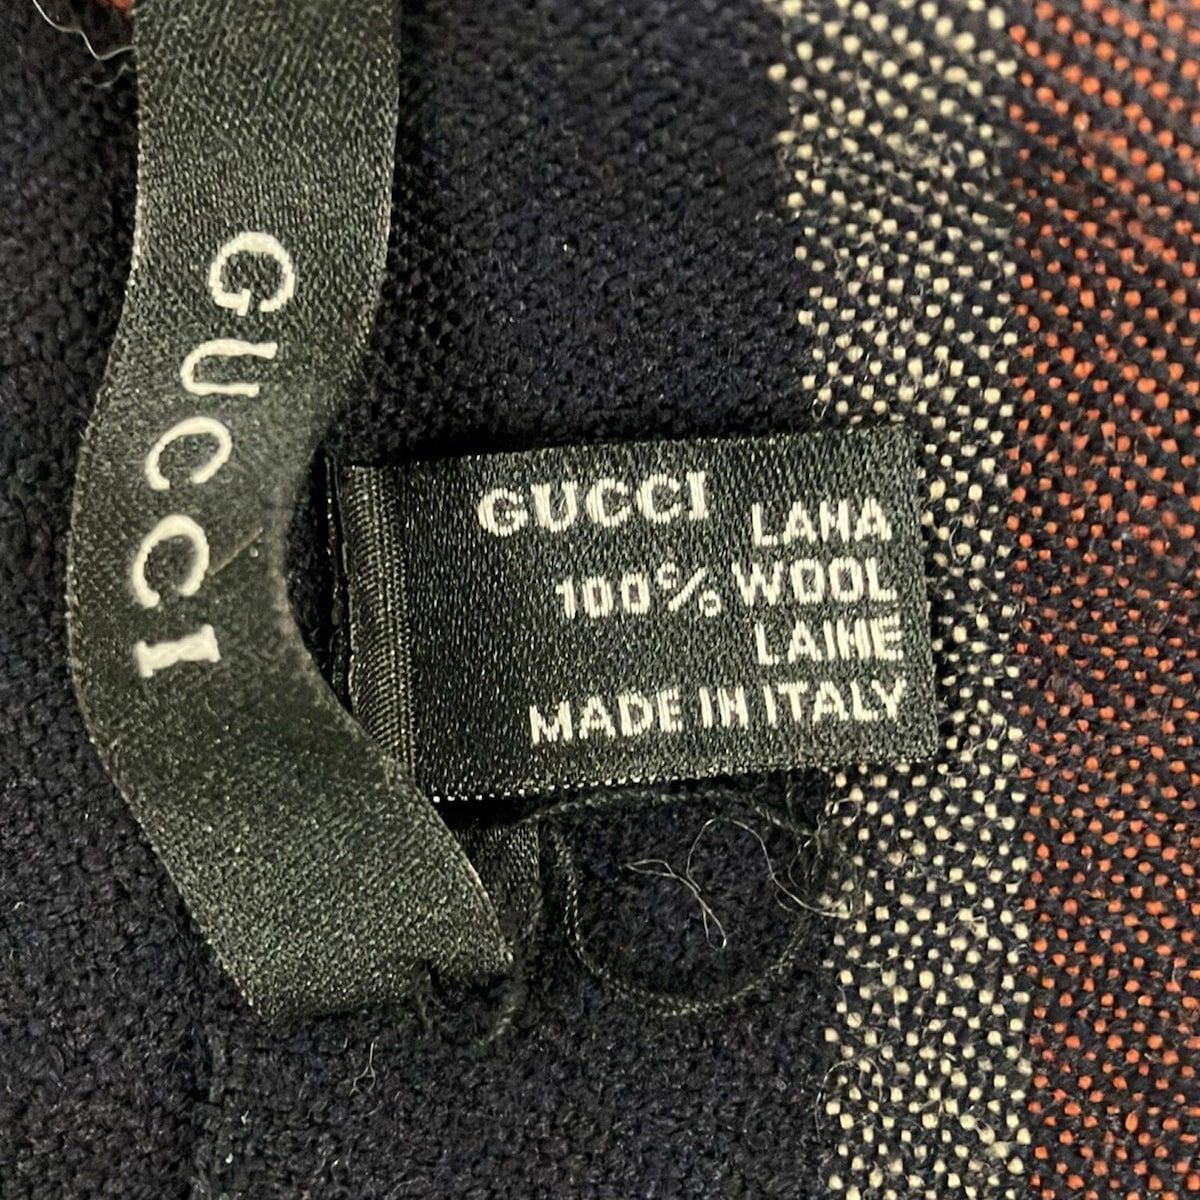 GUCCI
GUCCI
LANA
100% WOOL
LAINE
MADE IN ITALY